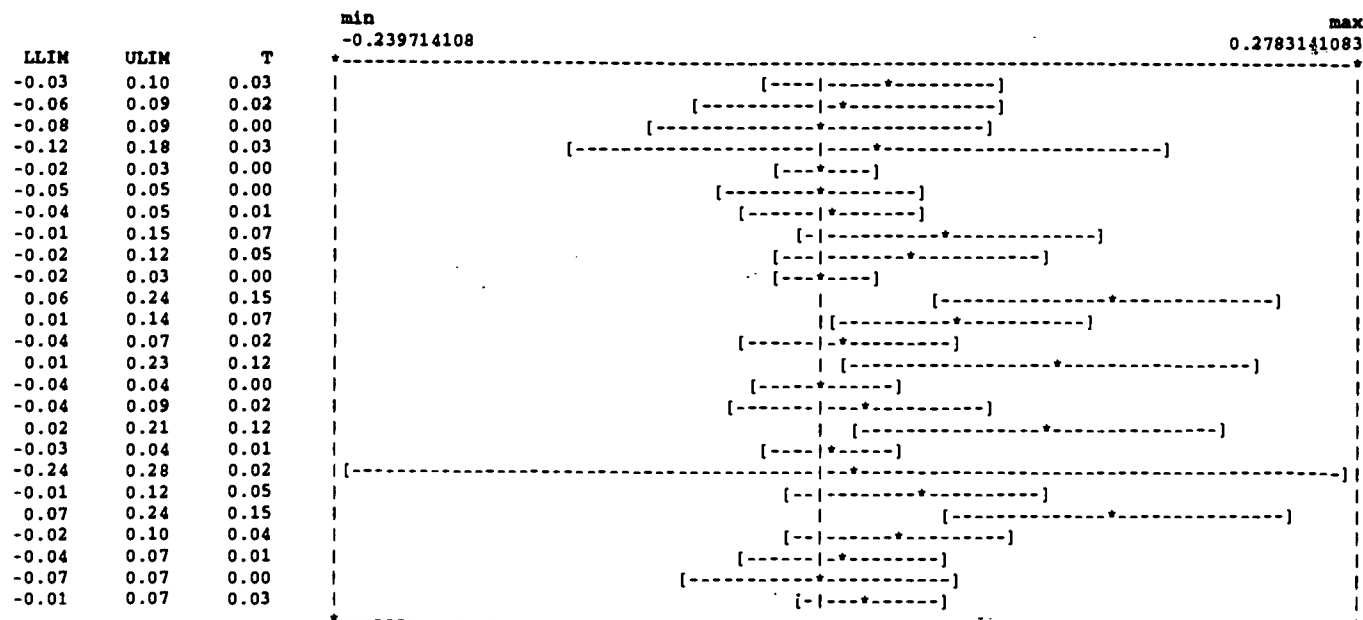 min max
-0.239714108 0.2783141083
LLIM ULIM T
-0.03 0.10 0.03
-0.06 0.09 0.02
-0.08 0.09 0.00
-0.12 0.18 0.03
-0.02 0.03 0.00
-0.05 0.05 0.00
-0.04 0.05 0.01
-0.01 0.15 0.07
-0.02 0.12 0.05
-0.02 0.03 0.00
0.06 0.24 0.15
0.01 0.14 0.07
-0.04 0.07 0.02
0.01 0.23 0.12
-0.04 0.04 0.00
-0.04 0.09 0.02
0.02 0.21 0.12
-0.03 0.04 0.01
-0.24 0.28 0.02
-0.01 0.12 0.05
0.07 0.24 0.15
-0.02 0.10 0.04
-0.04 0.07 0.01
-0.07 0.07 0.00
-0.01 0.07 0.03